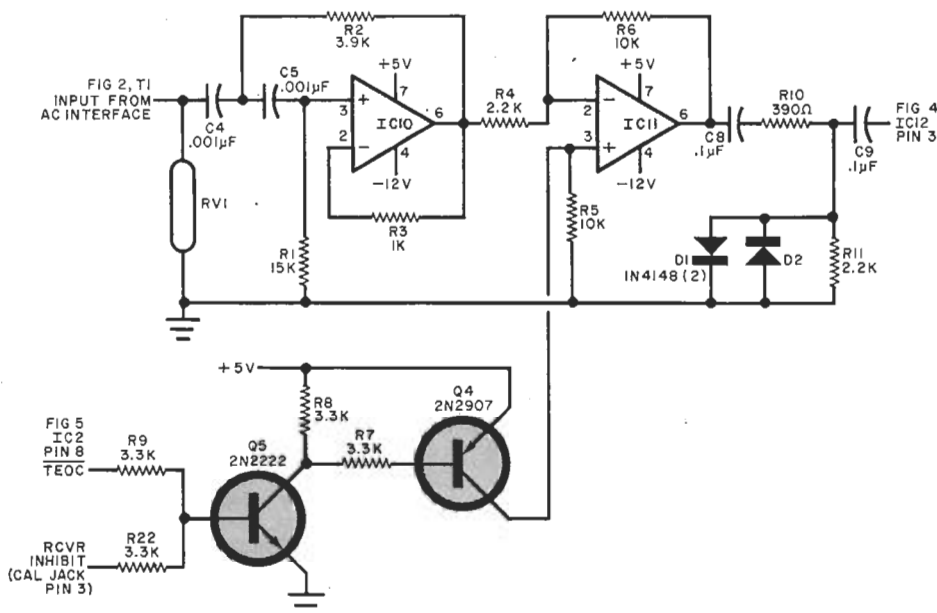 R2
3.9K
R6
10K
FIG 2, T1
INPUT FROM
AC INTERFACE
C4
.001µF
C5
.001µF
+5V
7
3
+
2
−
IC10
6
4
−12V
R3
1K
R4
2.2K
+5V
7
−
2
3
+
IC11
6
4
−12V
C8
.1µF
R10
390Ω
C9
.1µF
FIG 4
IC12
PIN 3
RV1
R1
15K
R5
10K
D1
1N4148 (2)
D2
R11
2.2K
+5V
R8
3.3K
Q4
2N2907
FIG 5
IC2
PIN 8
TEOC
R9
3.3K
Q5
2N2222
R7
3.3K
RCVR
INHIBIT
(CAL JACK
PIN 3)
R22
3.3K